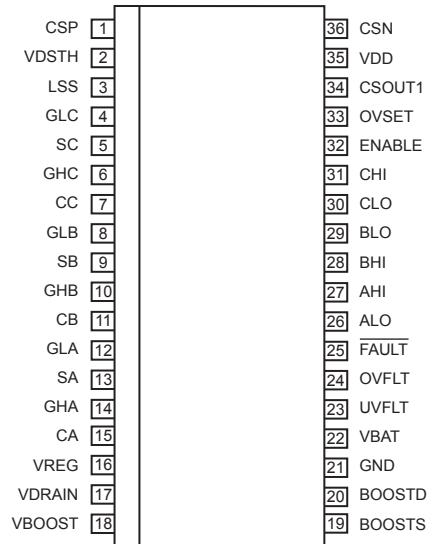 CSP 1 36 CSN
VDSTH 2 35 VDD
LSS 3 34 CSOUT1
GLC 4 33 OVSET
SC 5 32 ENABLE
GHC 6 31 CHI
CC 7 30 CLO
GLB 8 29 BLO
SB 9 28 BHI
GHB 10 27 AHI
CB 11 26 ALO
GLA 12 25 FAULT
SA 13 24 OVFLT
GHA 14 23 UVFLT
CA 15 22 VBAT
VREG 16 21 GND
VDRAIN 17 20 BOOSTD
VBOOST 18 19 BOOSTS